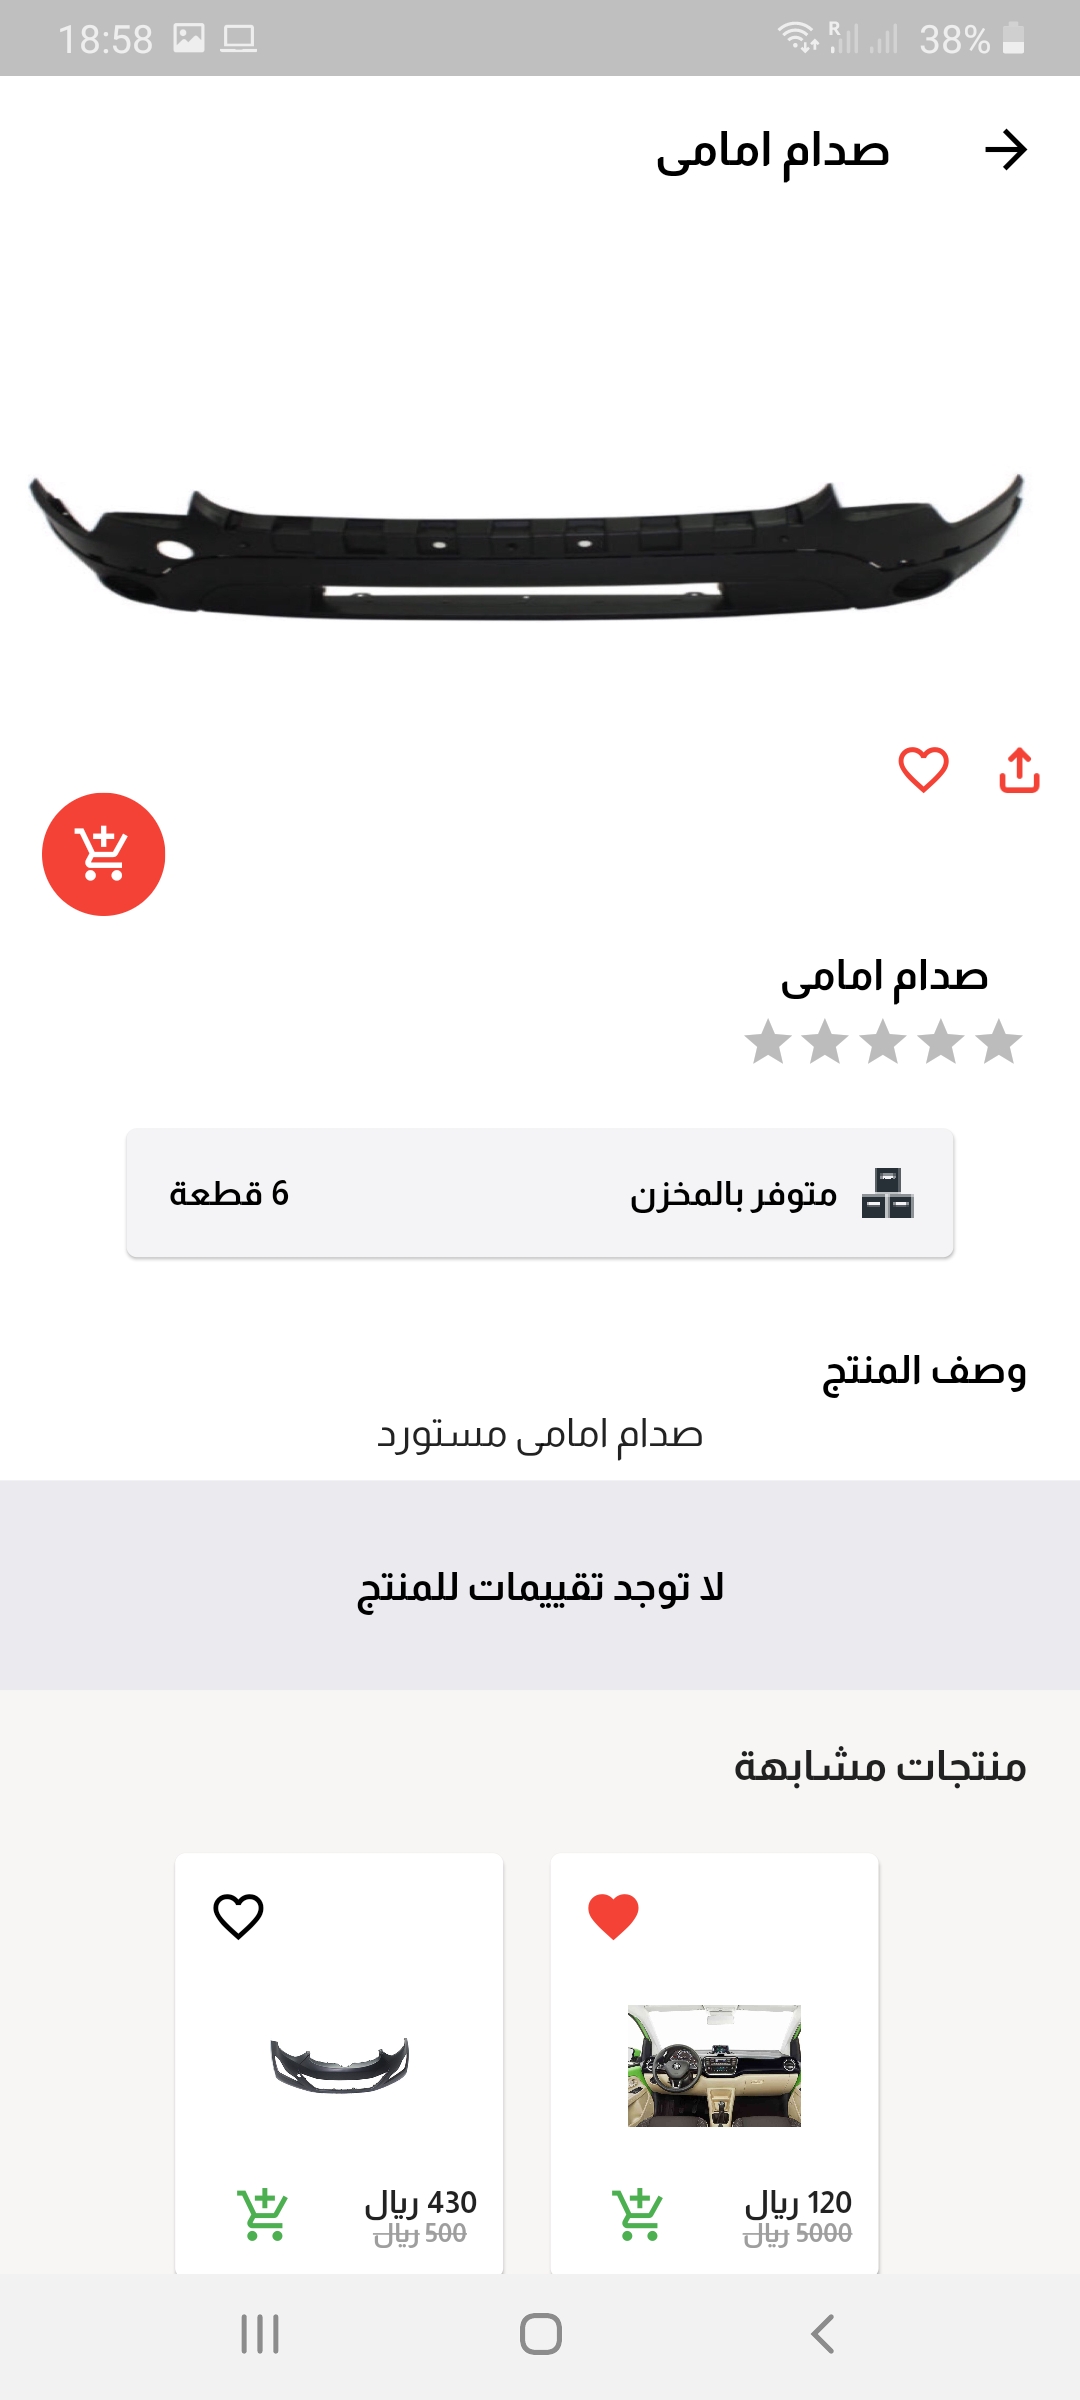 18:58
R
38%
صدام امامى
صدام امامى
متوفر بالمخزن
6 قطعة
وصف المنتج
صدام امامى مستورد
لا توجد تقييمات للمنتج
منتجات مشابهة
120 ريال
5000 ريال
430 ريال
500 ريال